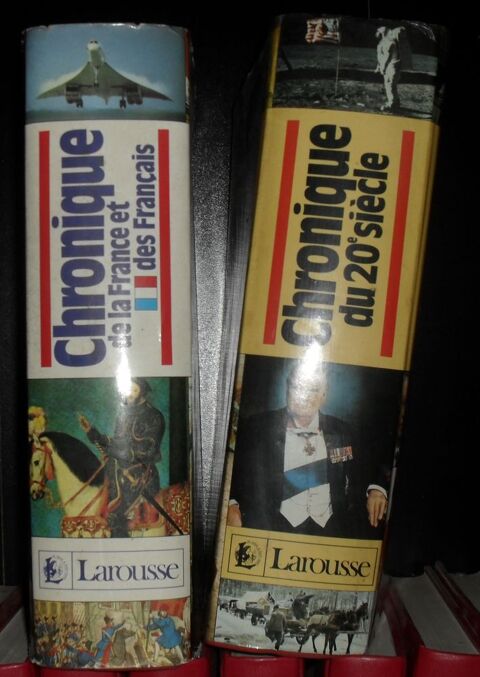 Chronique
de la France et
des Français
Larousse
Chronique
du 20e siècle
Larousse